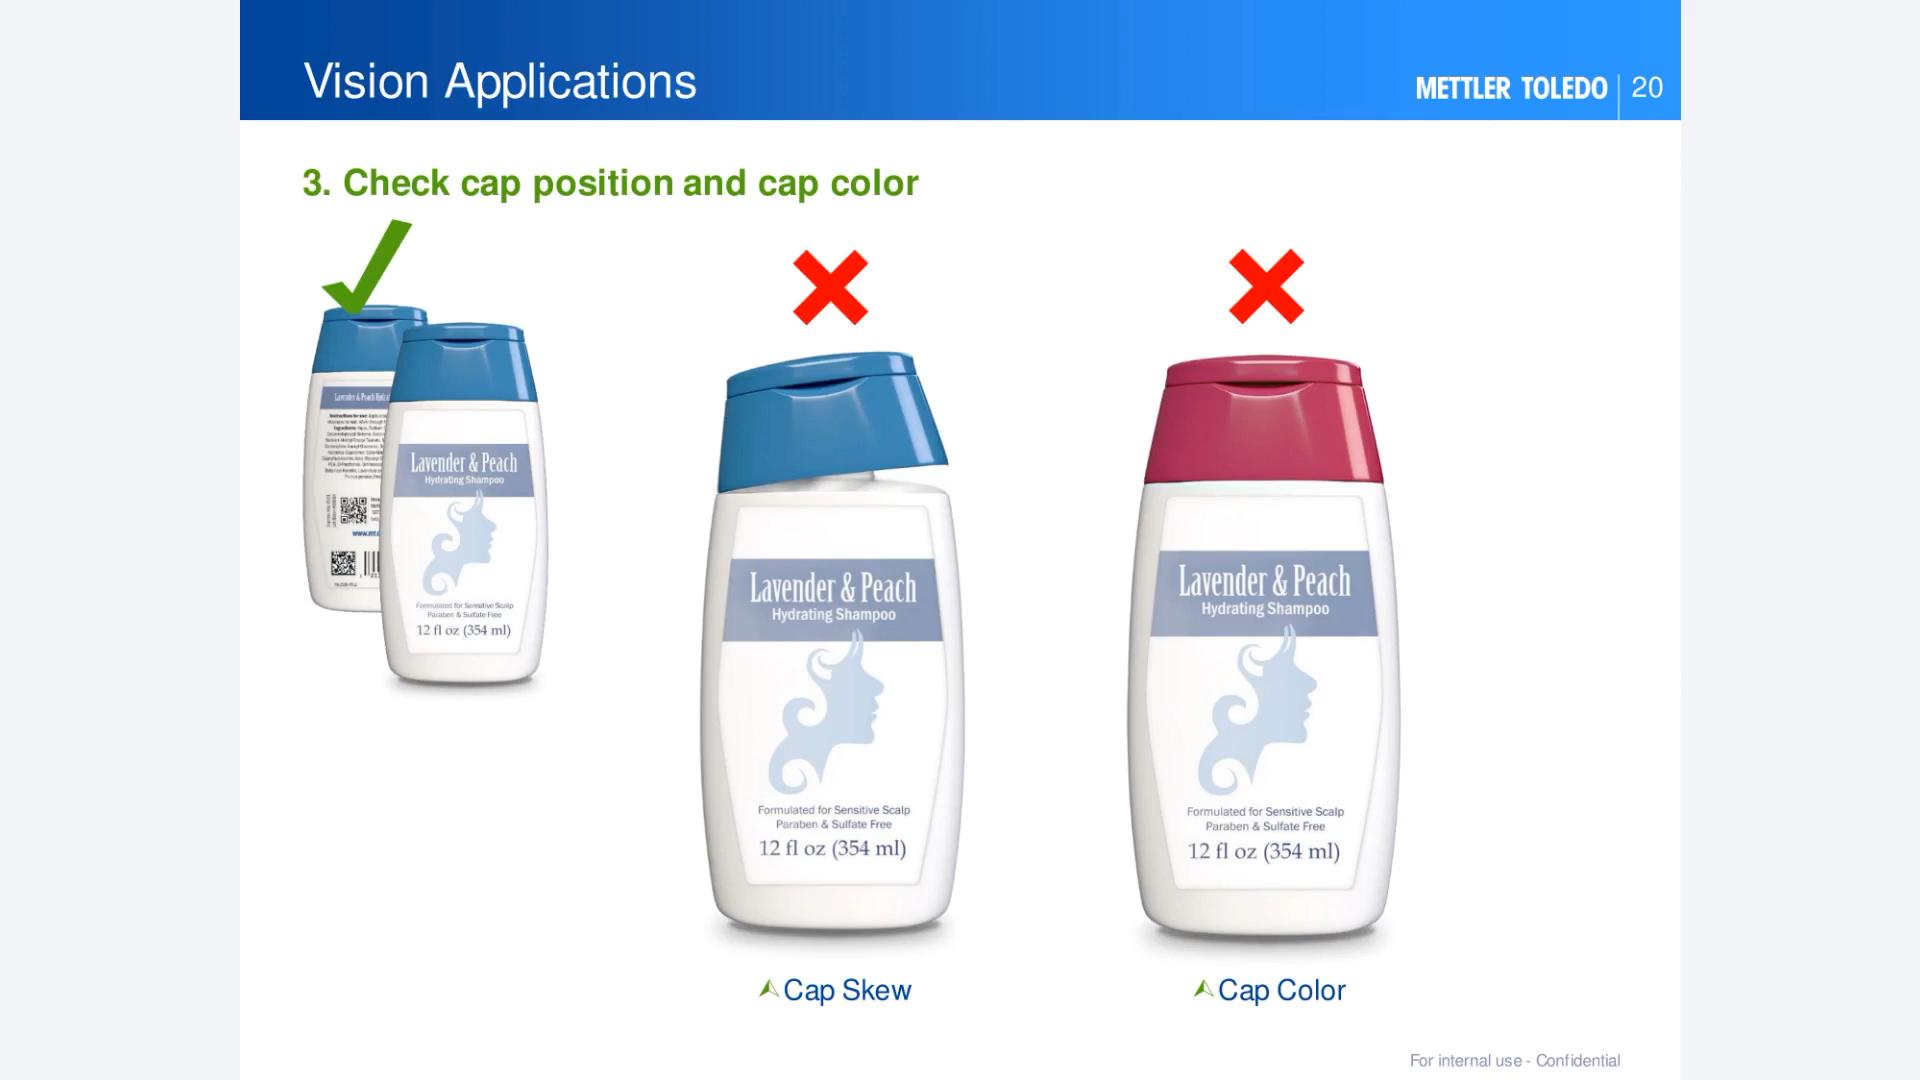 Vision Applications
METTLER TOLEDO
20
3. Check cap position and cap color
Lavender & Peach
Hydrating Shampoo
Formulated for Sensitive Scalp
Paraben & Sulfate Free
12 fl oz (354 ml)
Lavender & Peach
Hydrating Shampoo
Formulated for Sensitive Scalp
Paraben & Sulfate Free
12 fl oz (354 ml)
Lavender & Peach
Hydrating Shampoo
Formulated for Sensitive Scalp
Paraben & Sulfate Free
12 fl oz (354 ml)
Cap Skew
Cap Color
For internal use - Confidential